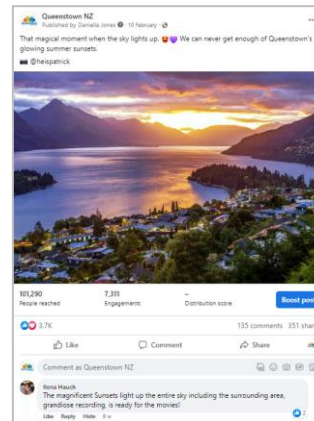 Queenstown NZ
Published by Daniella Jones · 10 February ·
That magical moment when the sky lights up. 🧡💜 We can never get enough of Queenstown's
glowing summer sunsets.
📷 @heispatrick
101,290 7,311 -
People reached Engagements Distribution score Boost post
3.7K 135 comments 351 shar
Like Comment Share
Comment as Queenstown NZ
Ilona Hauch
The magnificent Sunsets light up the entire sky including the surrounding area,
grandiose recording, is ready for the movies!
Like Reply Hide 8 w 2